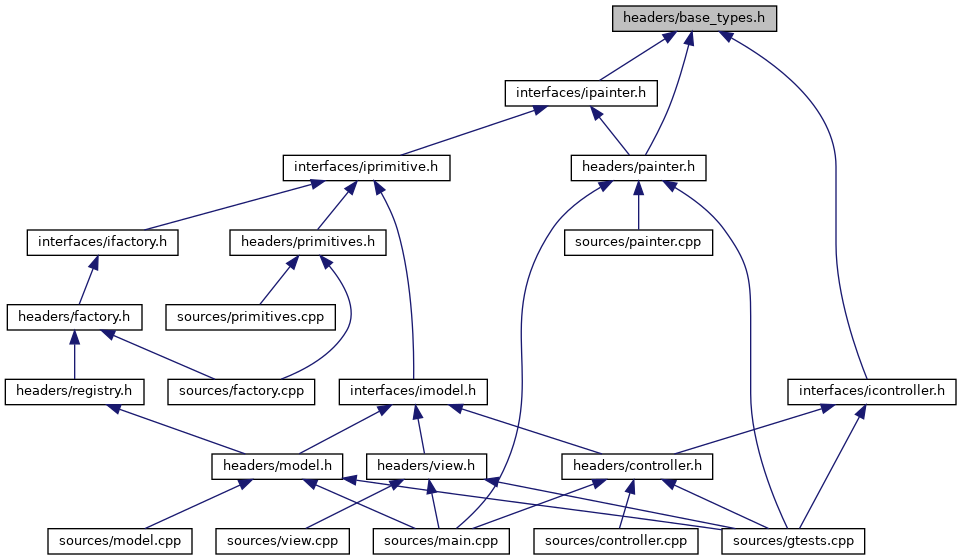 headers/base_types.h
interfaces/ipainter.h
interfaces/iprimitive.h
headers/painter.h
interfaces/ifactory.h
headers/primitives.h
sources/painter.cpp
headers/factory.h
sources/primitives.cpp
headers/registry.h
sources/factory.cpp
interfaces/imodel.h
interfaces/icontroller.h
headers/model.h
headers/view.h
headers/controller.h
sources/model.cpp
sources/view.cpp
sources/main.cpp
sources/controller.cpp
sources/gtests.cpp